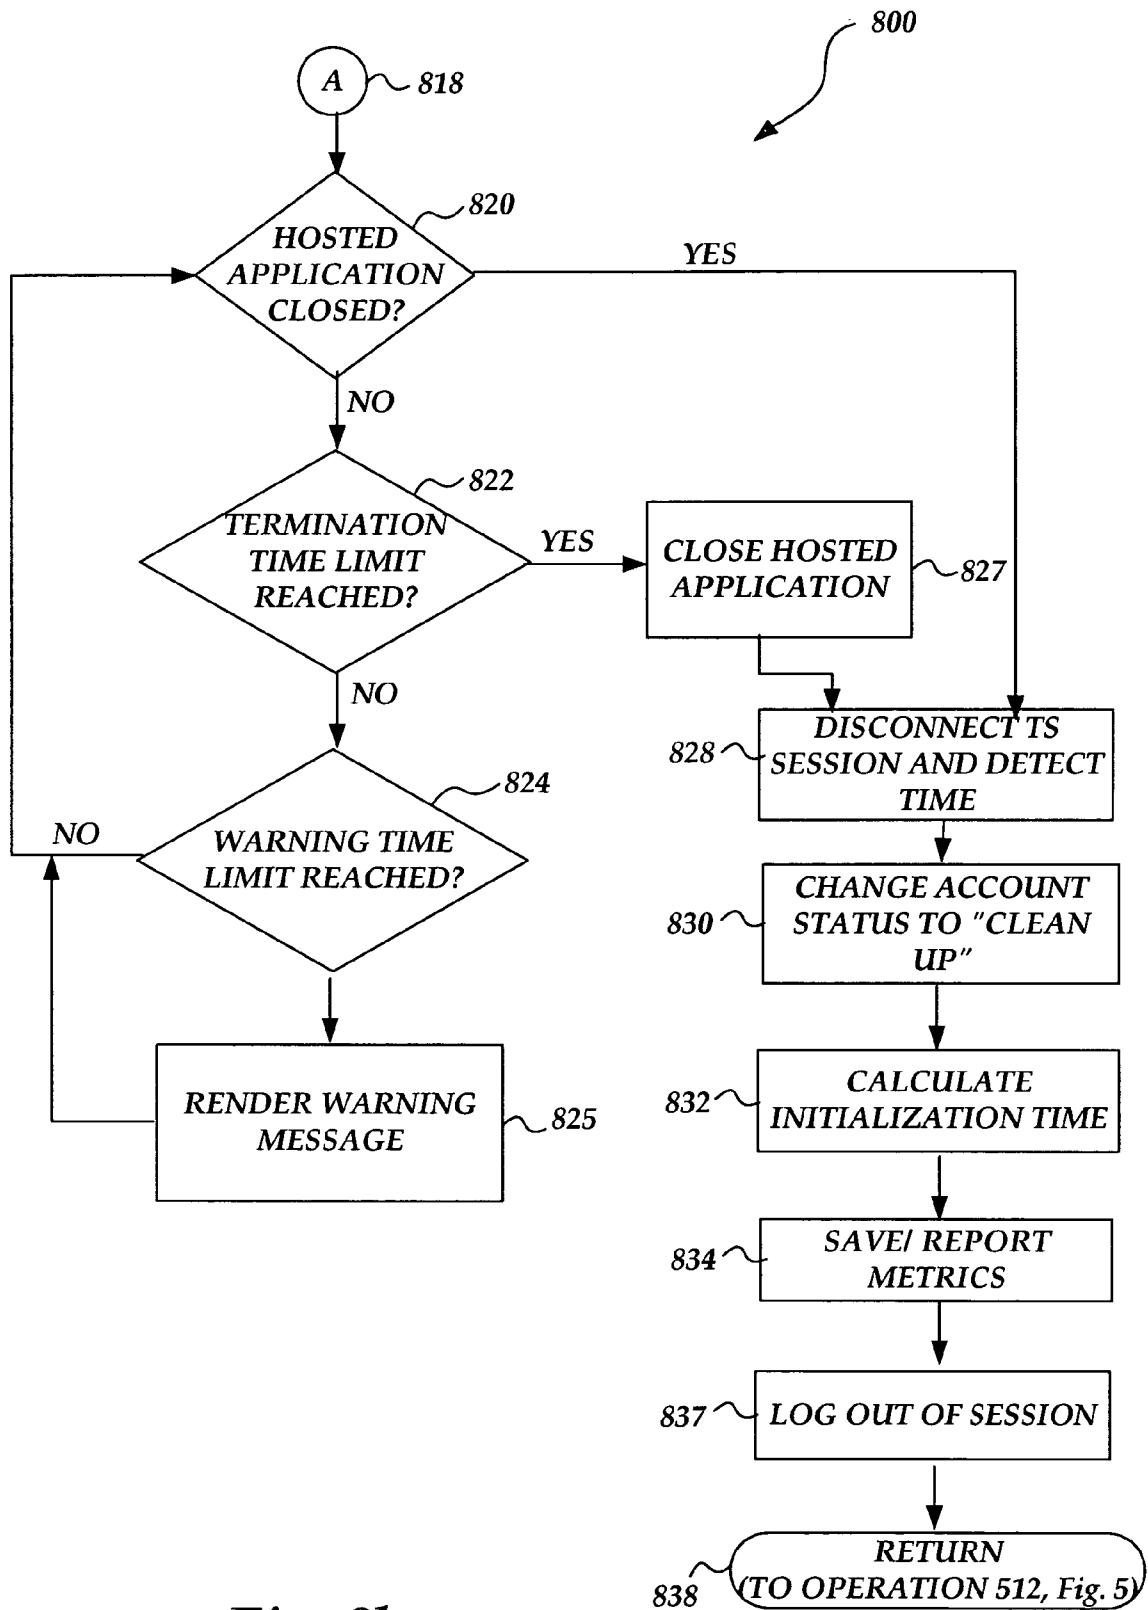 800
A
818
820
HOSTED
APPLICATION
CLOSED?
YES
NO
822
TERMINATION
TIME LIMIT
REACHED?
YES
CLOSE HOSTED
APPLICATION
827
NO
828
DISCONNECT TS
SESSION AND DETECT
TIME
824
NO
WARNING TIME
LIMIT REACHED?
830
CHANGE ACCOUNT
STATUS TO "CLEAN
UP"
RENDER WARNING
MESSAGE
825
832
CALCULATE
INITIALIZATION TIME
834
SAVE/ REPORT
METRICS
837
LOG OUT OF SESSION
838
RETURN
(TO OPERATION 512, Fig. 5)